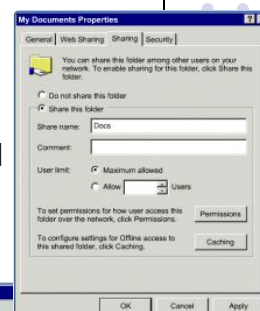 My Documents Properties
General Web Sharing Sharing Security
You can share this folder among other users on your
network. To enable sharing for this folder, click Share this
folder.
Do not share this folder
Share this folder
Share name: Docs
Comment:
User limit: Maximum allowed
Allow Users
To set permissions for how user access this
folder over the network, click Permissions.
Permissions
To configure settings for Offline access to
this shared folder, click Caching.
Caching
OK Cancel Apply